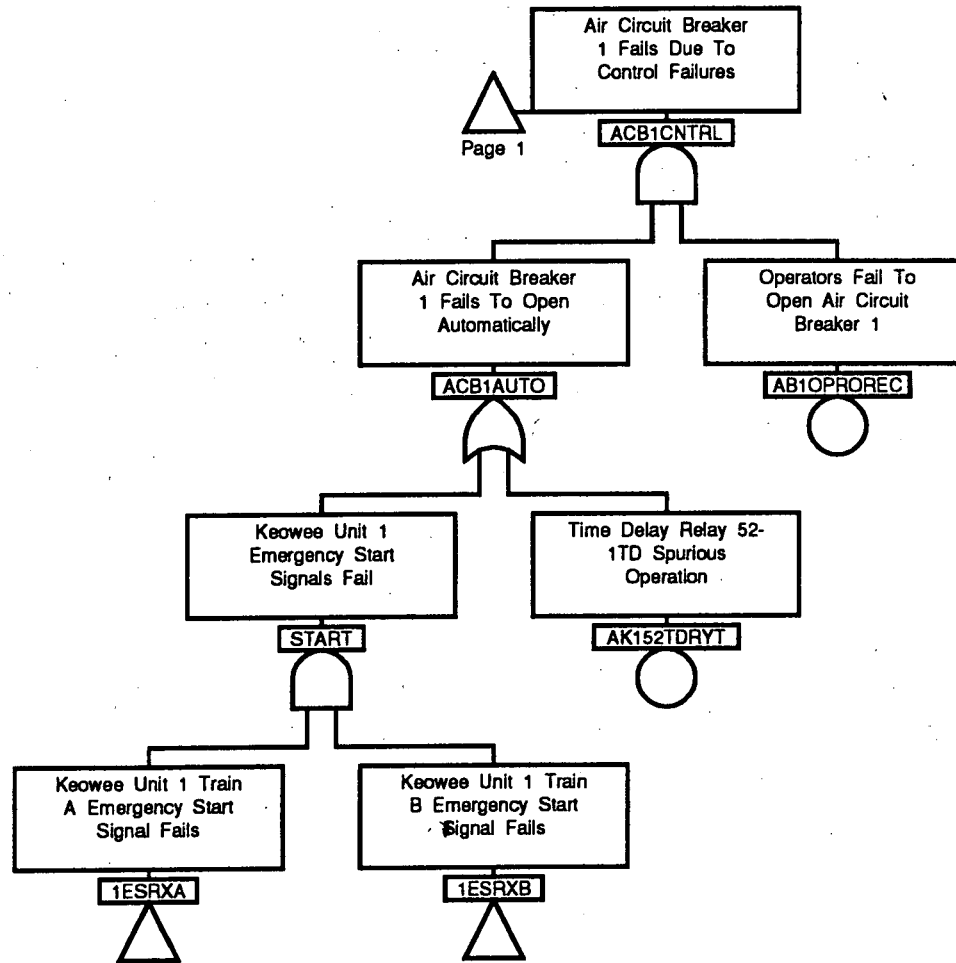 Air Circuit Breaker
1 Fails Due To
Control Failures
Page 1
ACB1CNTRL
Air Circuit Breaker
1 Fails To Open
Automatically
Operators Fail To
Open Air Circuit
Breaker 1
ACB1AUTO
AB1OPROREC
Keowee Unit 1
Emergency Start
Signals Fail
Time Delay Relay 52-
1TD Spurious
Operation
START
AK152TDRYT
Keowee Unit 1 Train
A Emergency Start
Signal Fails
Keowee Unit 1 Train
B Emergency Start
Signal Fails
1ESRXA
1ESRXB